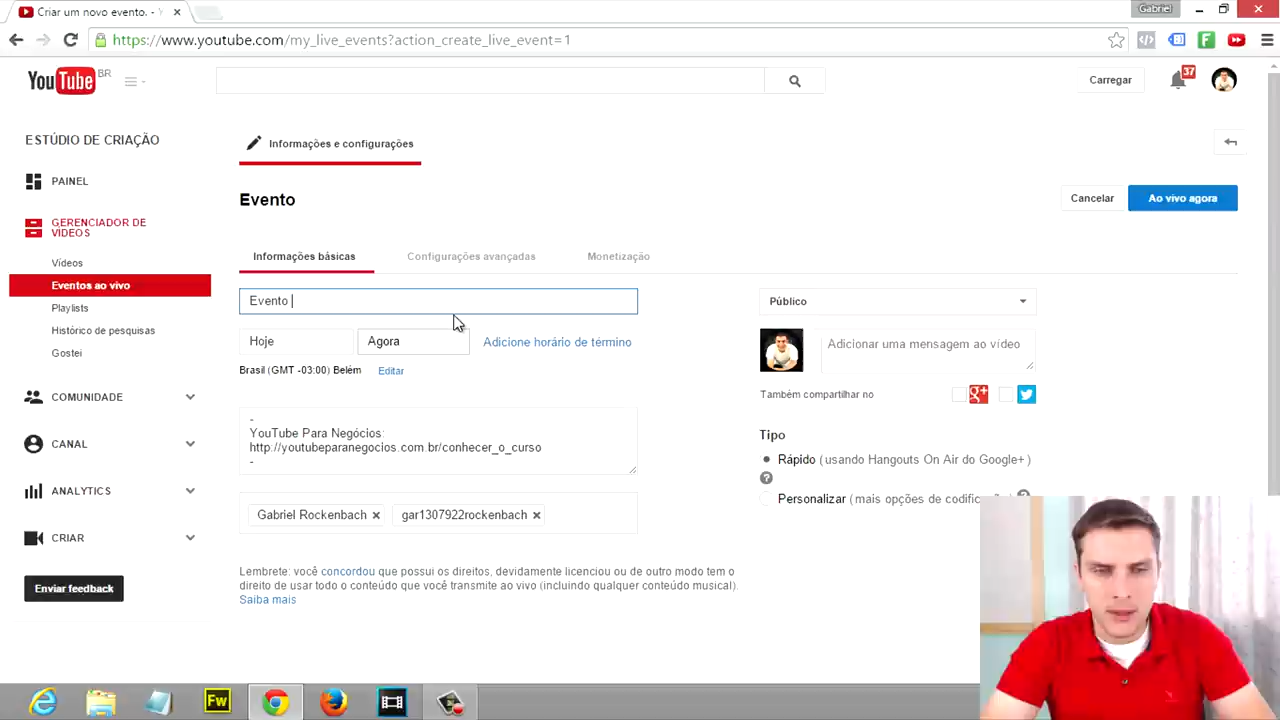 Criar um novo evento. - Y
Gabriel
https://www.youtube.com/my_live_events?action_create_live_event=1
YouTube BR
Carregar
37
ESTÚDIO DE CRIAÇÃO
Informações e configurações
PAINEL
Evento
Cancelar
Ao vivo agora
GERENCIADOR DE
VÍDEOS
Vídeos
Eventos ao vivo
Playlists
Histórico de pesquisas
Gostei
COMUNIDADE
CANAL
ANALYTICS
CRIAR
Enviar feedback
Informações básicas
Configurações avançadas
Monetização
Evento
Hoje
Agora
Adicione horário de término
Brasil (GMT -03:00) Belém
Editar
-
YouTube Para Negócios:
http://youtubeparanegocios.com.br/conhecer_o_curso
-
Gabriel Rockenbach ×
gar1307922rockenbach ×
Lembrete: você concordou que possui os direitos, devidamente licenciou ou de outro modo tem o
direito de usar todo o conteúdo que você transmite ao vivo (incluindo qualquer conteúdo musical).
Saiba mais
Público
Adicionar uma mensagem ao vídeo
Também compartilhar no
g+
Tipo
Rápido (usando Hangouts On Air do Google+ )
?
Personalizar (mais opções de
Fw